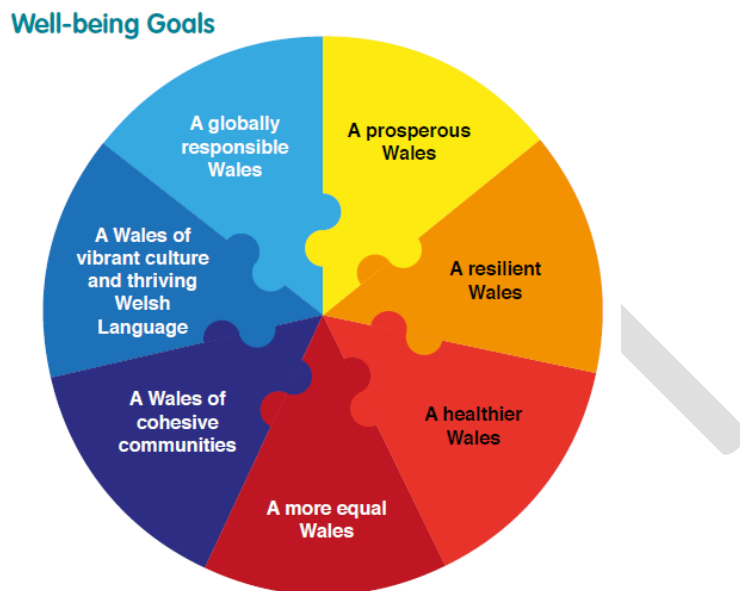 Well-being Goals
A prosperous
Wales
A resilient
Wales
A healthier
Wales
A more equal
Wales
A Wales of
cohesive
communities
A Wales of
vibrant culture
and thriving
Welsh
Language
A globally
responsible
Wales